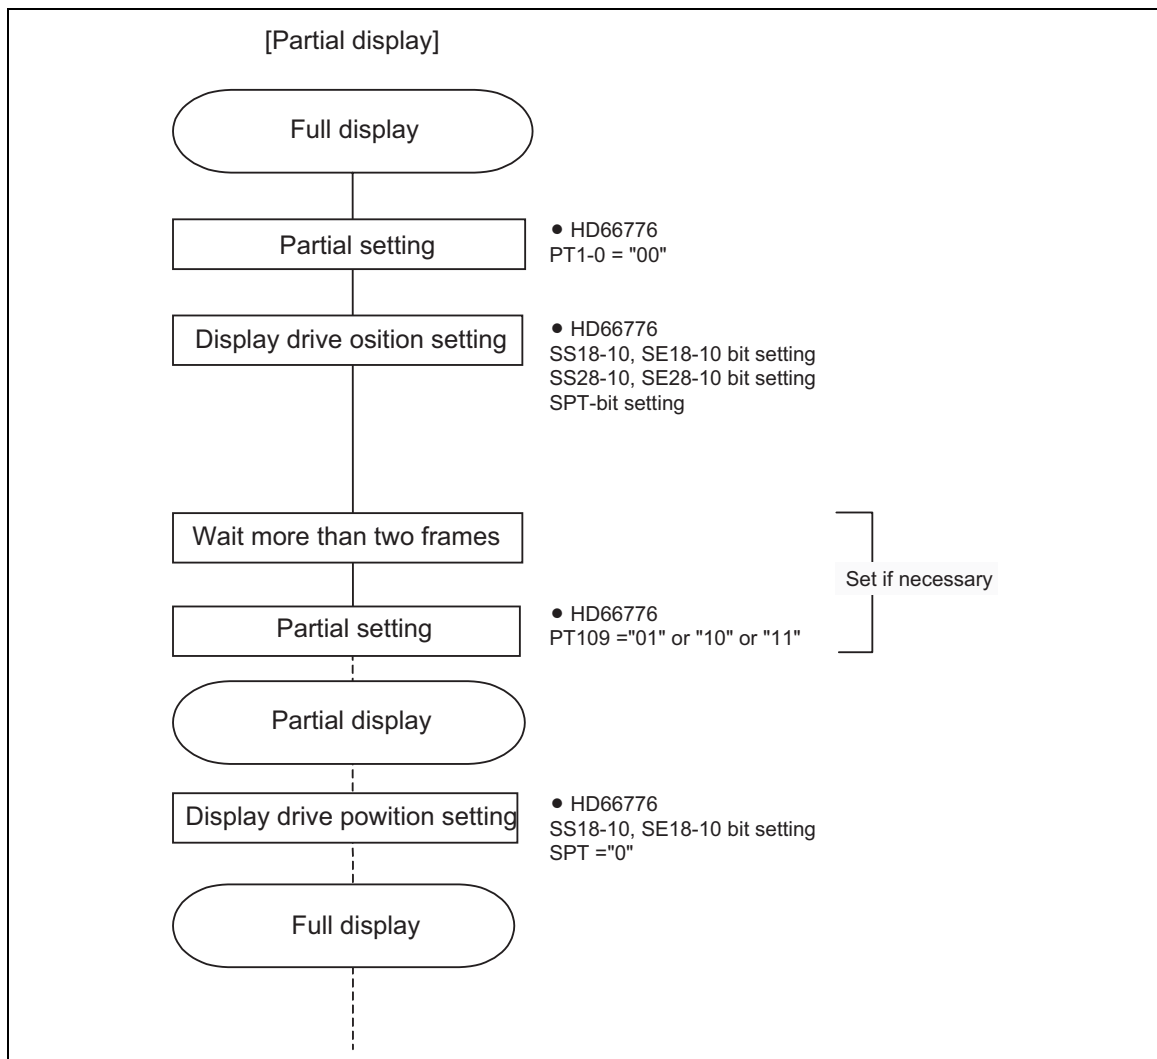 [Partial display]
Full display
Partial setting
● HD66776
PT1-0 = "00"
Display drive osition setting
● HD66776
SS18-10, SE18-10 bit setting
SS28-10, SE28-10 bit setting
SPT-bit setting
Wait more than two frames
Set if necessary
Partial setting
● HD66776
PT109 ="01" or "10" or "11"
Partial display
Display drive powition setting
● HD66776
SS18-10, SE18-10 bit setting
SPT ="0"
Full display